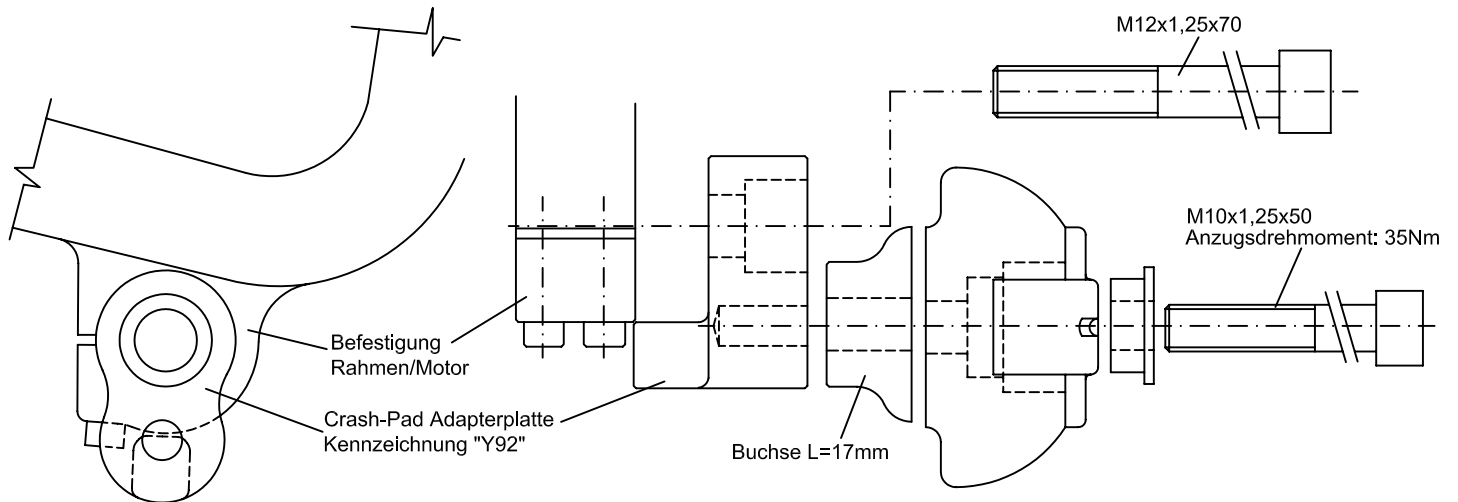 M12x1,25x70
M10x1,25x50
Anzugsdrehmoment: 35Nm
Befestigung
Rahmen/Motor
Crash-Pad Adapterplatte
Kennzeichnung "Y92"
Buchse L=17mm